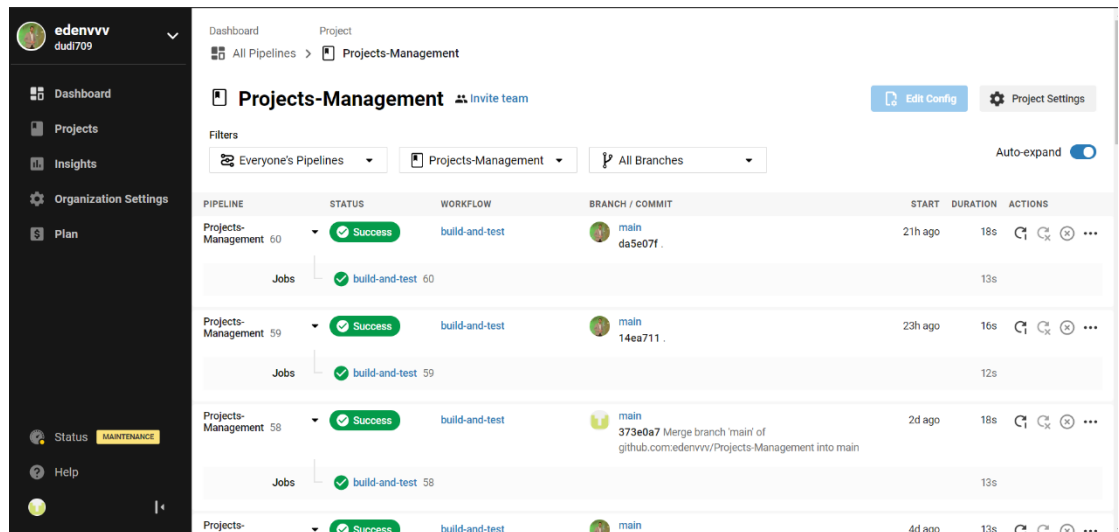 edenvvv
dudi709
Dashboard
Projects
Insights
Organization Settings
Plan
Status MAINTENANCE
Help
Dashboard Project
All Pipelines > Projects-Management
Projects-Management Invite team
Edit Config Project Settings
Filters
Everyone's Pipelines Projects-Management All Branches Auto-expand
PIPELINE STATUS WORKFLOW BRANCH / COMMIT START DURATION ACTIONS
Projects-
Management 60 Success build-and-test main 21h ago 18s
da5e07f .
Jobs build-and-test 60 13s
Projects-
Management 59 Success build-and-test main 23h ago 16s
14ea711 .
Jobs build-and-test 59 12s
Projects-
Management 58 Success build-and-test main 2d ago 18s
373e0a7 Merge branch 'main' of
github.com:edenvvv/Projects-Management into main
Jobs build-and-test 58 13s
Projects- Success build-and-test main 4d ago 13s